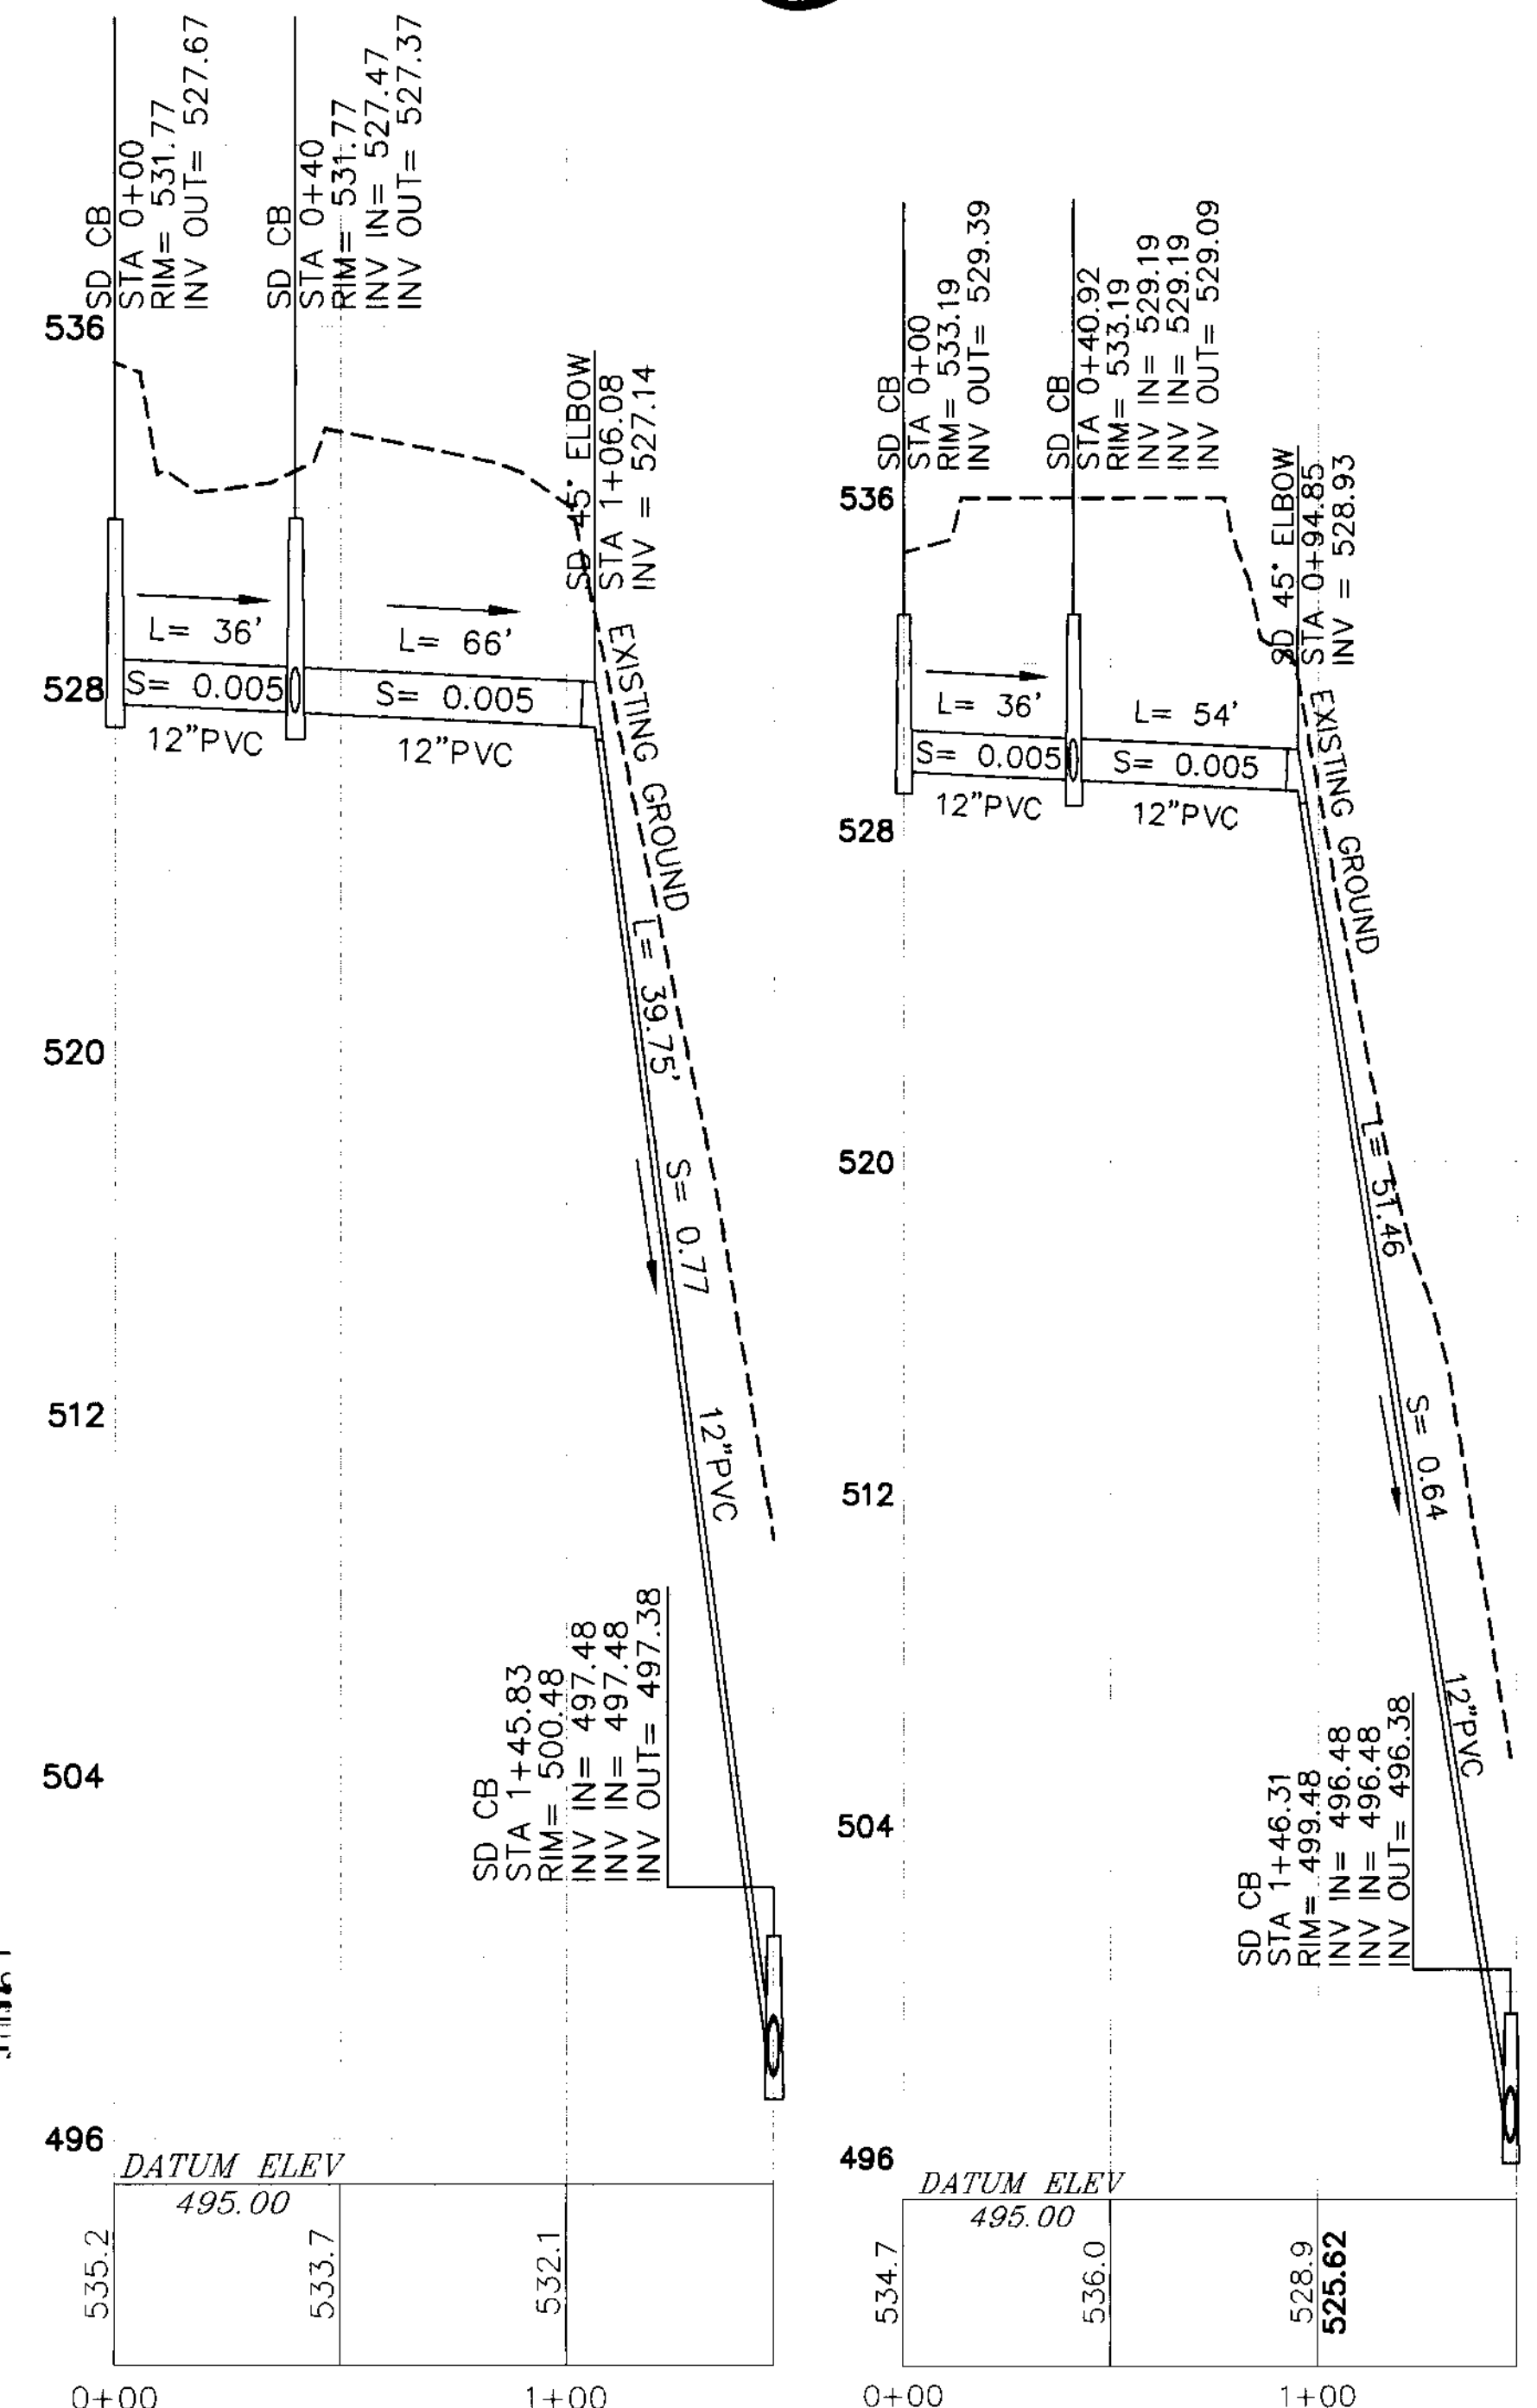 SD CB
STA 0+00
RIM= 531.77
INV OUT= 527.67
SD CB
STA 0+40
RIM= 531.77
INV IN= 527.47
INV OUT= 527.37
536
SD 45° ELBOW
STA 1+06.08
INV = 527.14
L= 36'
L= 66'
528
S= 0.005
S= 0.005
12"PVC
12"PVC
EXISTING GROUND
L= 39.75'
520
S= 0.77
512
12"PVC
504
SD CB
STA 1+45.83
RIM= 500.48
INV IN= 497.48
INV IN= 497.48
INV OUT= 497.38
496
DATUM ELEV
495.00
535.2
533.7
532.1
0+00
1+00
SD CB
STA 0+00
RIM= 533.19
INV OUT= 529.39
SD CB
STA 0+40.92
RIM= 533.19
INV IN= 529.19
INV IN= 529.19
INV OUT= 529.09
536
SD 45° ELBOW
STA 0+94.85
INV = 528.93
L= 36'
L= 54'
S= 0.005
S= 0.005
12"PVC
12"PVC
528
EXISTING GROUND
520
L= 51.46
512
S= 0.64
12"PVC
504
SD CB
STA 1+46.31
RIM= 499.48
INV IN= 496.48
INV IN= 496.48
INV OUT= 496.38
496
DATUM ELEV
495.00
534.7
536.0
528.9
525.62
0+00
1+00